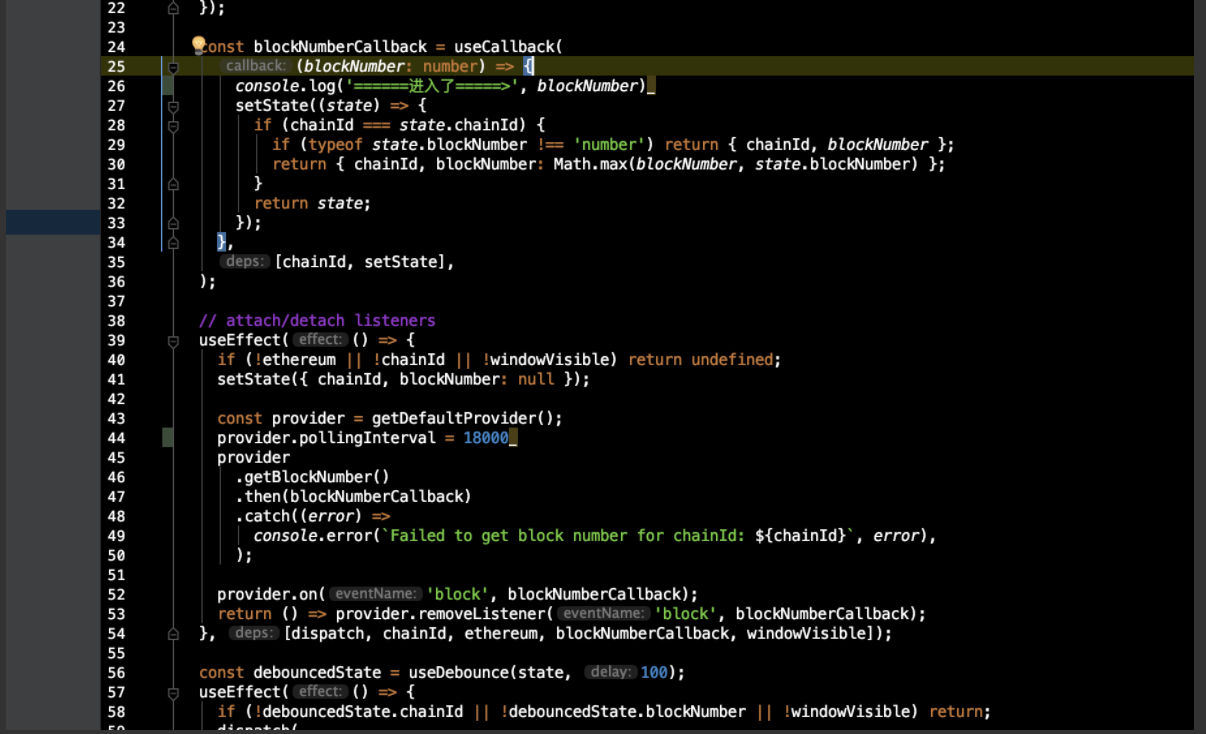 22 });
23
24 const blockNumberCallback = useCallback(
25 callback: (blockNumber: number) => {
26 console.log('======进入了=====>', blockNumber)
27 setState((state) => {
28 if (chainId === state.chainId) {
29 if (typeof state.blockNumber !== 'number') return { chainId, blockNumber };
30 return { chainId, blockNumber: Math.max(blockNumber, state.blockNumber) };
31 }
32 return state;
33 });
34 },
35 deps: [chainId, setState],
36 );
37
38 // attach/detach listeners
39 useEffect( effect: () => {
40 if (!ethereum || !chainId || !windowVisible) return undefined;
41 setState({ chainId, blockNumber: null });
42
43 const provider = getDefaultProvider();
44 provider.pollingInterval = 18000
45 provider
46 .getBlockNumber()
47 .then(blockNumberCallback)
48 .catch((error) =>
49 console.error(`Failed to get block number for chainId: ${chainId}`, error),
50 );
51
52 provider.on( eventName: 'block', blockNumberCallback);
53 return () => provider.removeListener( eventName: 'block', blockNumberCallback);
54 }, deps: [dispatch, chainId, ethereum, blockNumberCallback, windowVisible]);
55
56 const debouncedState = useDebounce(state, delay: 100);
57 useEffect( effect: () => {
58 if (!debouncedState.chainId || !debouncedState.blockNumber || !windowVisible) return;
59 dispatch(